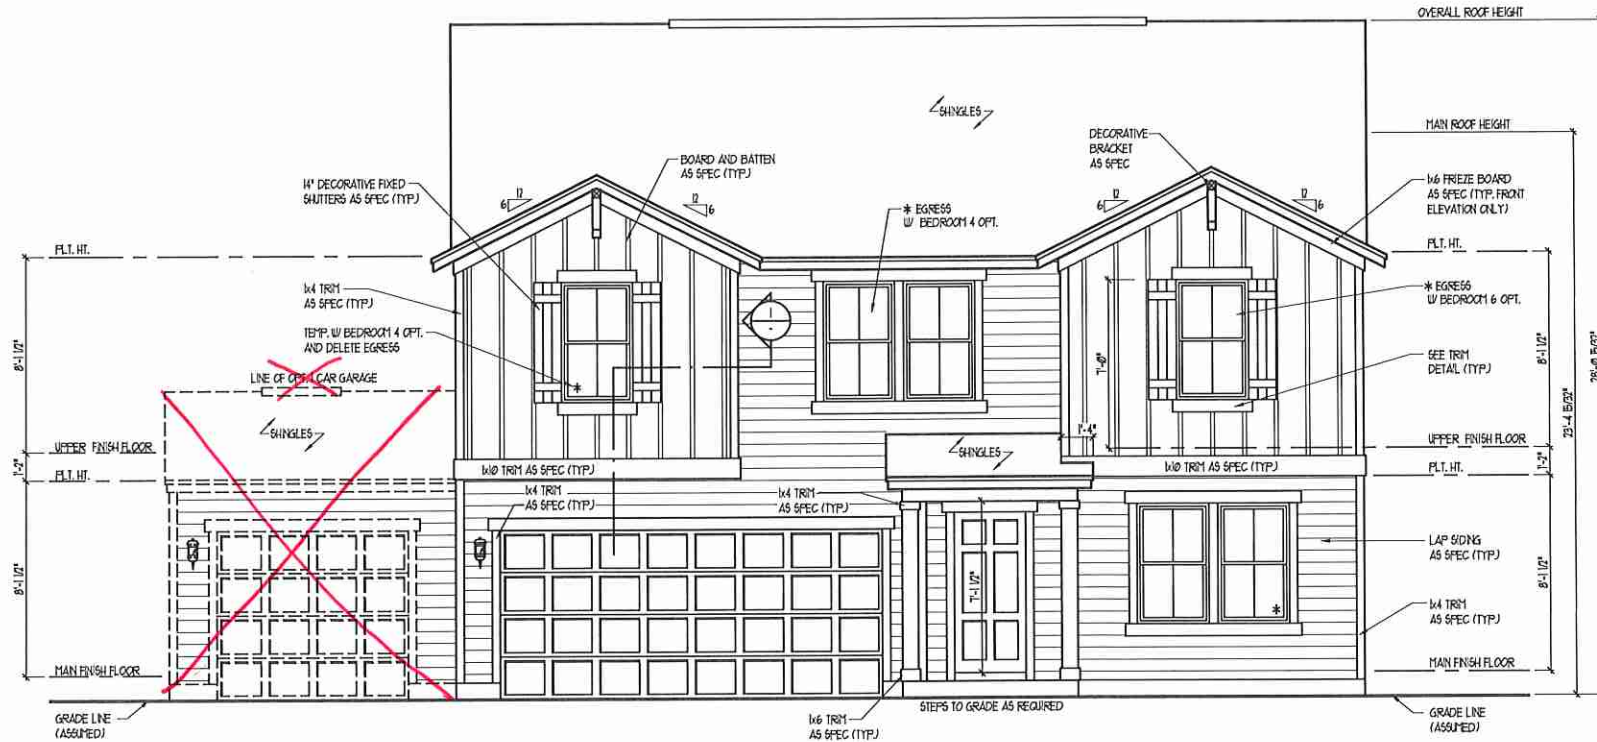 OVERALL ROOF HEIGHT
SHINGLES
MAIN ROOF HEIGHT
DECORATIVE
BRACKET
AS SPEC
BOARD AND BATTEN
AS SPEC (TYP.)
14" DECORATIVE FIXED
SHUTTERS AS SPEC (TYP.)
1x6 FRIEZE BOARD
AS SPEC (TYP. FRONT
ELEVATION ONLY)
12
6
12
6
12
6
12
6
* EGRESS
W/ BEDROOM 4 OPT.
PLT. HT.
PLT. HT.
1x4 TRIM
AS SPEC (TYP.)
* EGRESS
W/ BEDROOM 6 OPT.
TEMP. W/ BEDROOM 4 OPT.
AND DELETE EGRESS
8'-1 1/2"
7'-0"
8'-1 1/2"
SEE TRIM
DETAIL (TYP.)
LINE OF OPT. 1 CAR GARAGE
*
23'-4 15/32"
SHINGLES
1'-4"
UPPER FINISH FLOOR
UPPER FINISH FLOOR
SHINGLES
1'-2"
1'-2"
1x10 TRIM AS SPEC (TYP.)
1x10 TRIM AS SPEC (TYP.)
PLT. HT.
PLT. HT.
1x4 TRIM
AS SPEC (TYP.)
1x4 TRIM
AS SPEC (TYP.)
LAP SIDING
AS SPEC (TYP.)
8'-1 1/2"
7'-1 1/2"
8'-1 1/2"
*
1x4 TRIM
AS SPEC (TYP.)
MAIN FINISH FLOOR
MAIN FINISH FLOOR
STEPS TO GRADE AS REQUIRED
GRADE LINE
(ASSUMED)
1x6 TRIM
AS SPEC (TYP.)
GRADE LINE
(ASSUMED)